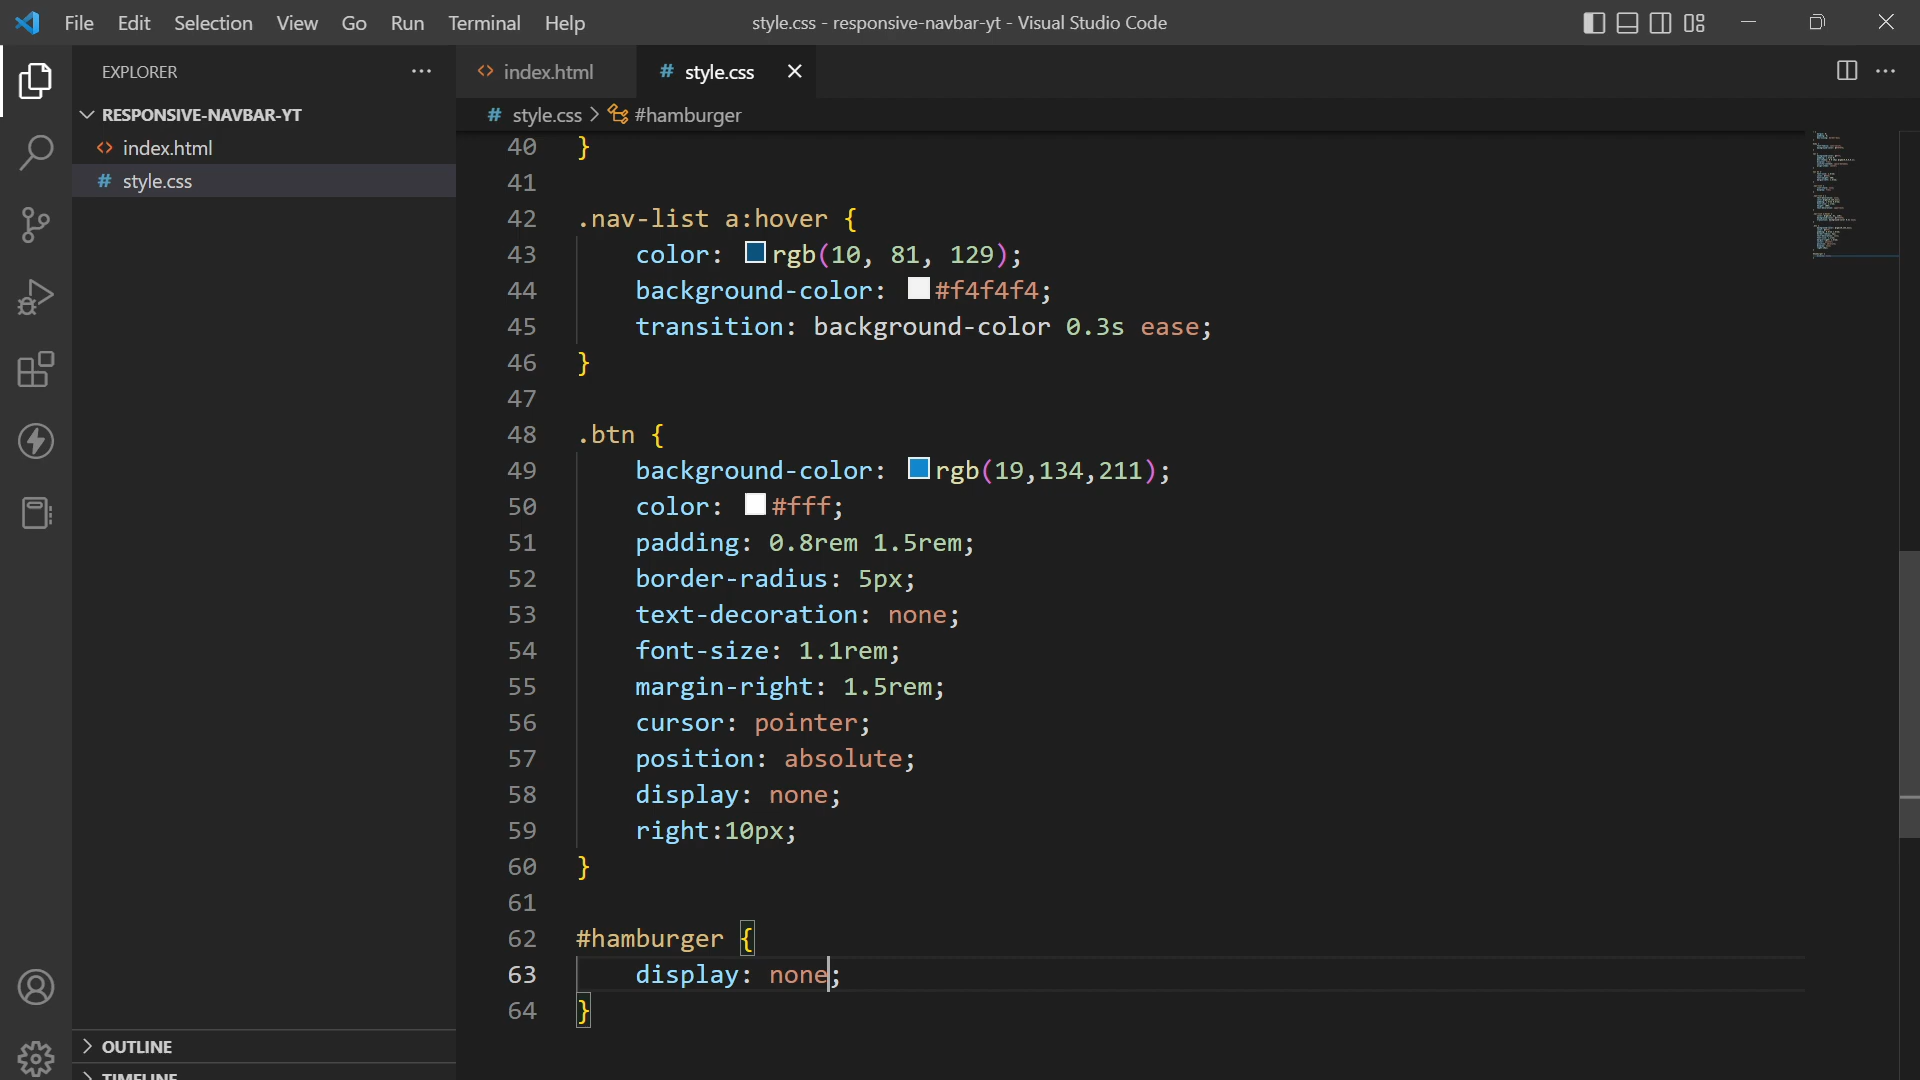 File Edit Selection View Go Run Terminal Help
style.css - responsive-navbar-yt - Visual Studio Code
EXPLORER
RESPONSIVE-NAVBAR-YT
<> index.html
# style.css
OUTLINE
TIMELINE
<> index.html
# style.css
# style.css > #hamburger
40 }
41
42 .nav-list a:hover {
43     color: rgb(10, 81, 129);
44     background-color: #f4f4f4;
45     transition: background-color 0.3s ease;
46 }
47
48 .btn {
49     background-color: rgb(19,134,211);
50     color: #fff;
51     padding: 0.8rem 1.5rem;
52     border-radius: 5px;
53     text-decoration: none;
54     font-size: 1.1rem;
55     margin-right: 1.5rem;
56     cursor: pointer;
57     position: absolute;
58     display: none;
59     right:10px;
60 }
61
62 #hamburger {
63     display: none;
64 }